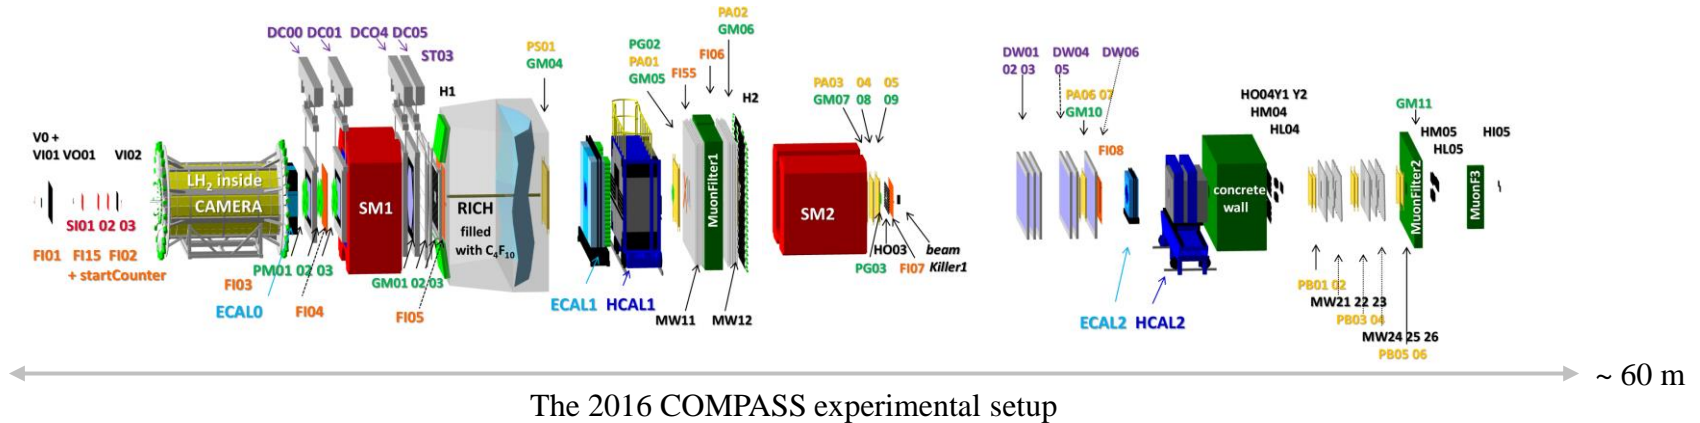 DC00 DC01 DCO4 DC05
ST03
H1
PS01
GM04
PG02
PA01
GM05
FI55
FI06
PA02
GM06
H2
PA03 04 05
GM07 08 09
DW01
02 03
DW04
05
DW06
PA06 07
GM10
FI08
HO04Y1 Y2
HM04
HL04
GM11
HM05
HL05
HI05
V0 +
VI01 VO01 VI02
SI01 02 03
FI01 FI15 FI02
+ startCounter
LH2 inside
CAMERA
FI03
ECAL0
PM01 02 03
FI04
SM1
GM01 02 03
FI05
RICH
filled
with C4F10
ECAL1 HCAL1
MuonFilter1
MW11 MW12
SM2
PG03
HO03
FI07
beam
Killer1
ECAL2 HCAL2
concrete
wall
MuonFilter2
MuonF3
PB01 02
MW21 22 23
PB03 04
MW24 25 26
PB05 06
~ 60 m
The 2016 COMPASS experimental setup